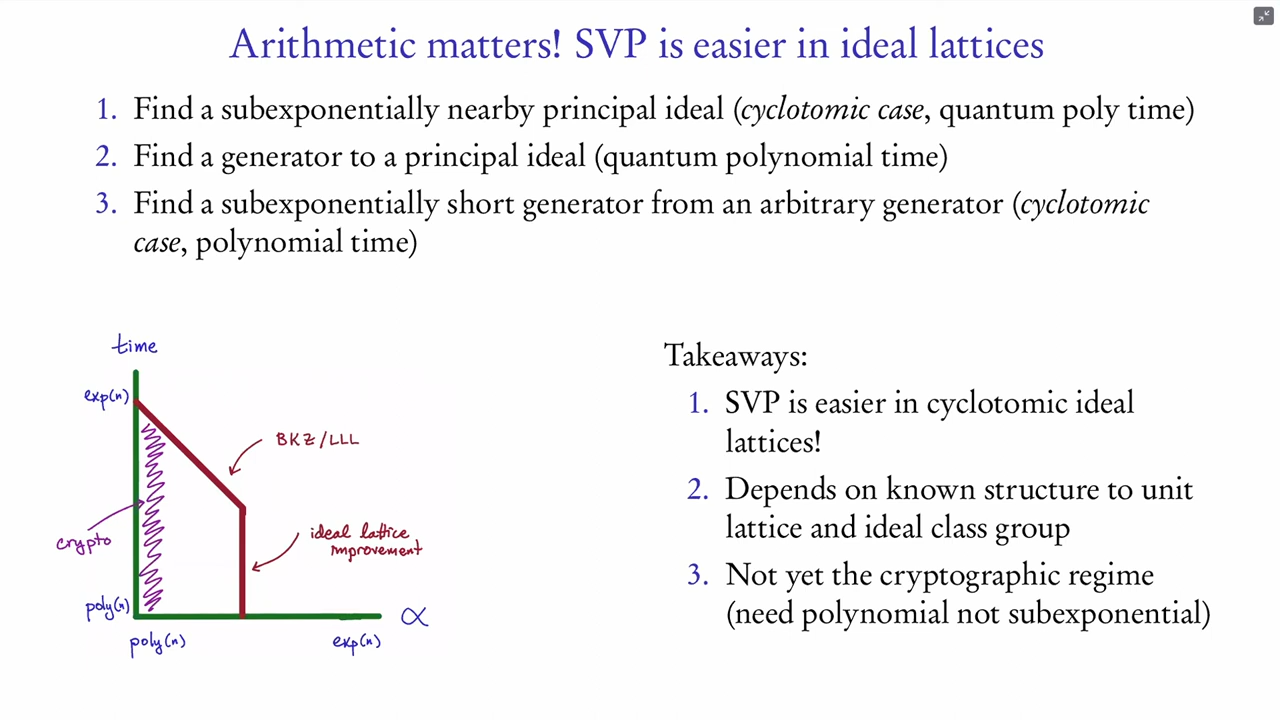 Arithmetic matters! SVP is easier in ideal lattices
1. Find a subexponentially nearby principal ideal (cyclotomic case, quantum poly time)
2. Find a generator to a principal ideal (quantum polynomial time)
3. Find a subexponentially short generator from an arbitrary generator (cyclotomic
case, polynomial time)
time
exp(n)
BKZ/LLL
crypto
ideal lattice
mprovement
poly(n)
α
poly(n)
exp(n)
Takeaways:
1. SVP is easier in cyclotomic ideal
lattices!
2. Depends on known structure to unit
lattice and ideal class group
3. Not yet the cryptographic regime
(need polynomial not subexponential)